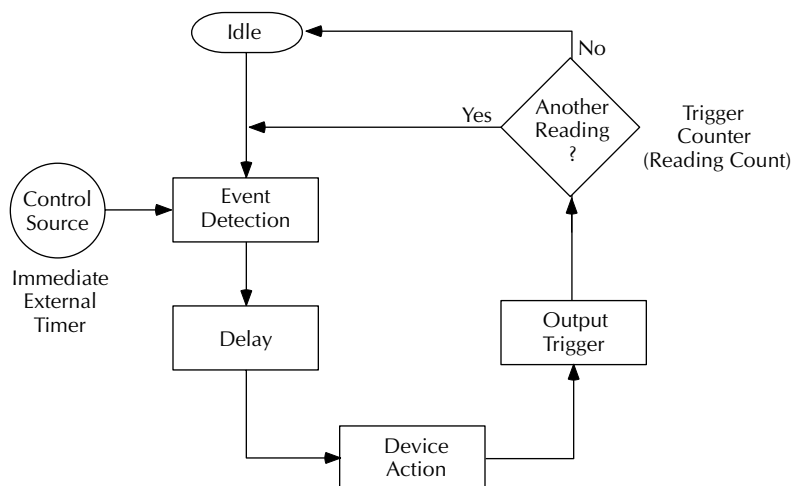 Idle
No
Yes
Another
Reading
?
Trigger
Counter
(Reading Count)
Control
Source
Event
Detection
Immediate
External
Timer
Delay
Output
Trigger
Device
Action